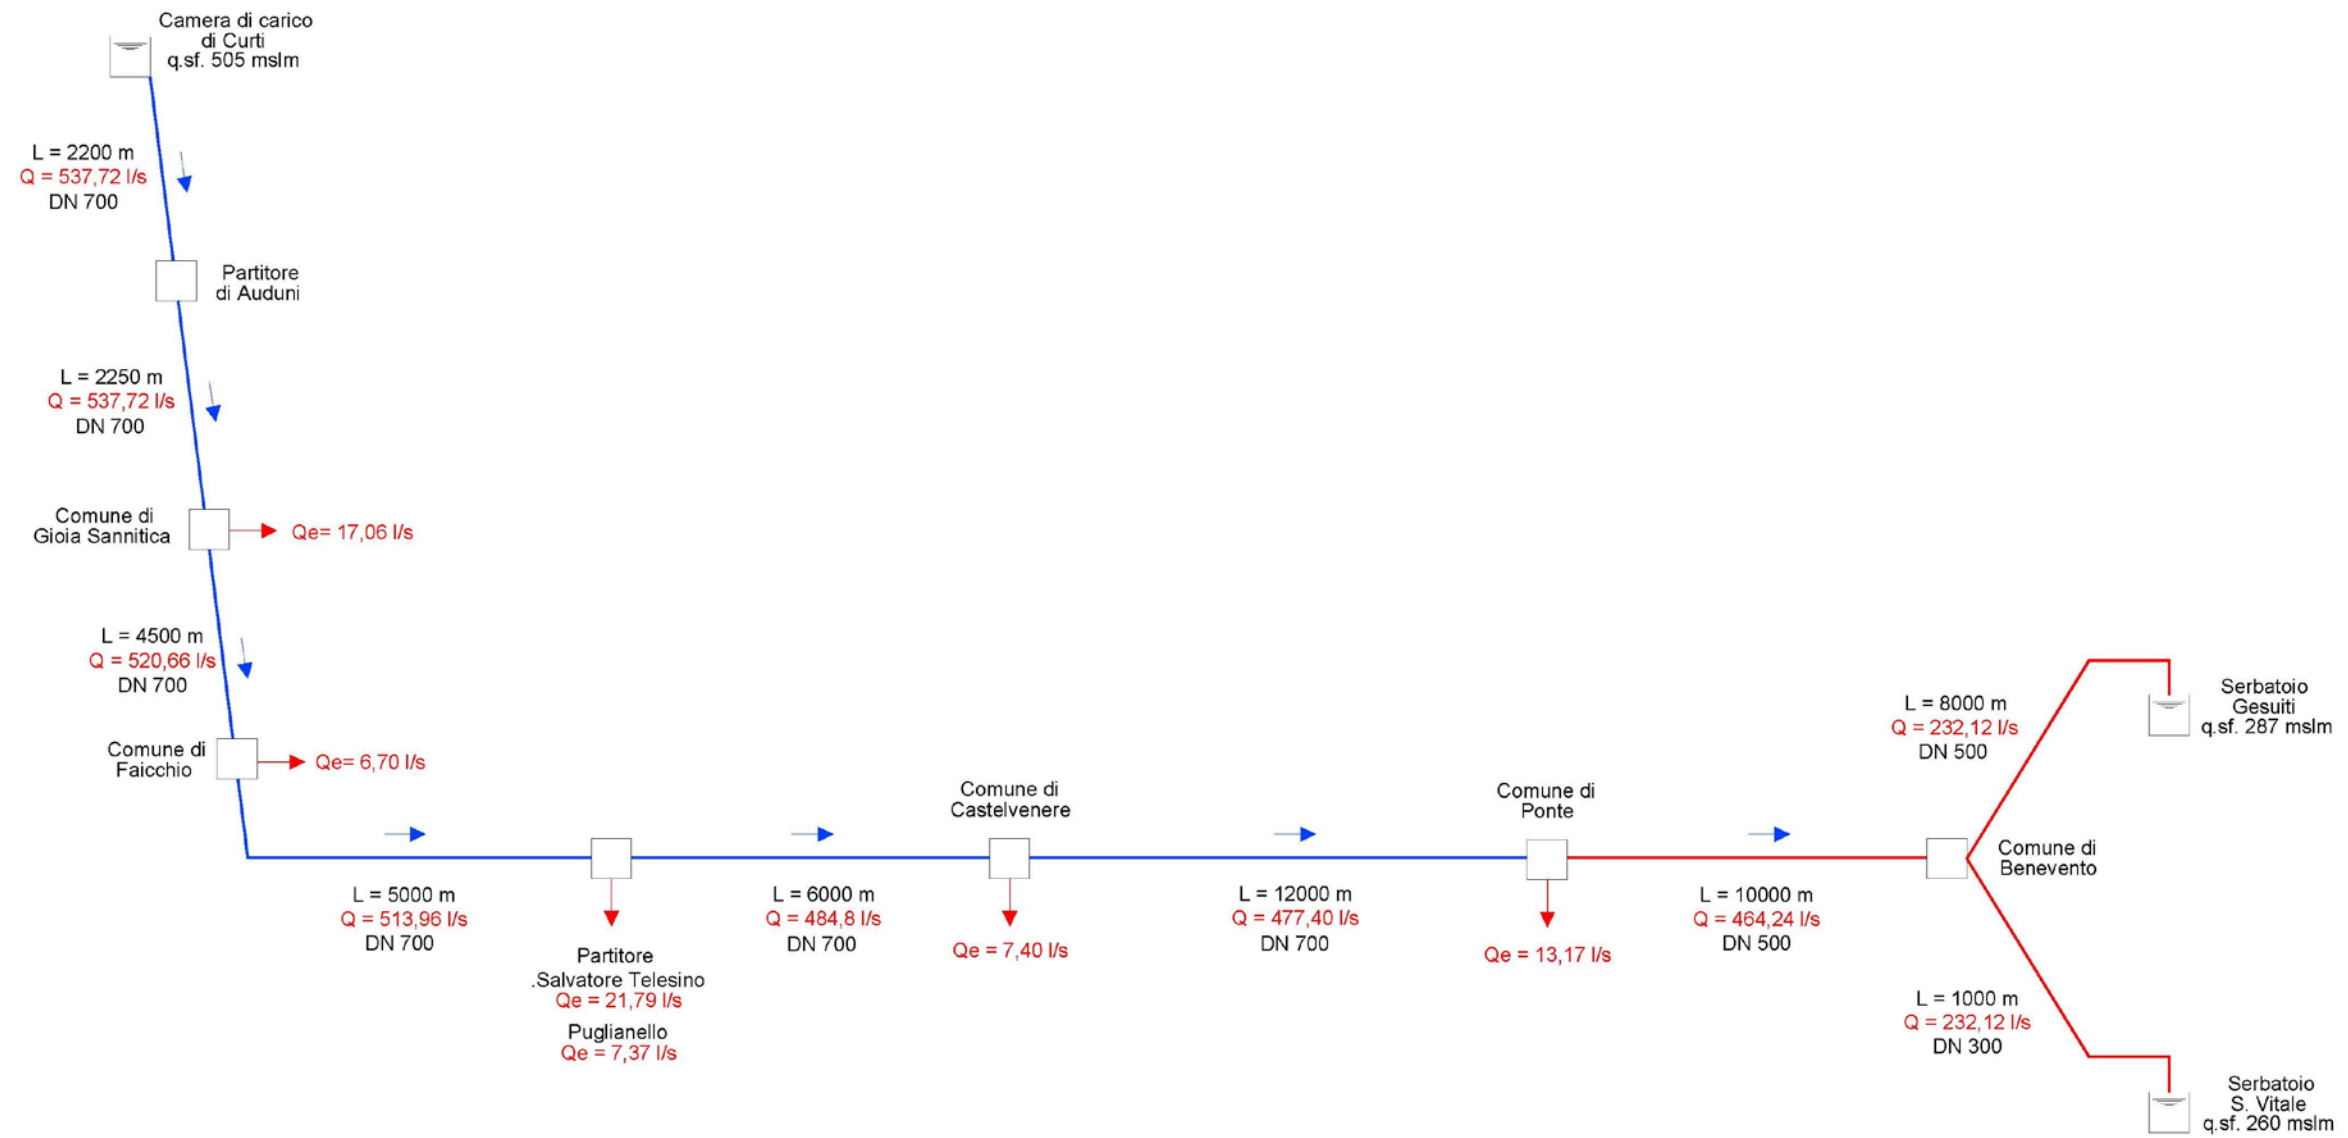 Camera di carico
di Curti
q.sf. 505 mslm
L = 2200 m
Q = 537,72 l/s
DN 700
Partitore
di Auduni
L = 2250 m
Q = 537,72 l/s
DN 700
Comune di
Gioia Sannitica
Qe= 17,06 l/s
L = 4500 m
Q = 520,66 l/s
DN 700
Comune di
Faicchio
Qe= 6,70 l/s
L = 5000 m
Q = 513,96 l/s
DN 700
Partitore
.Salvatore Telesino
Qe = 21,79 l/s
Puglianello
Qe = 7,37 l/s
L = 6000 m
Q = 484,8 l/s
DN 700
Comune di
Castelvenere
Qe = 7,40 l/s
L = 12000 m
Q = 477,40 l/s
DN 700
Comune di
Ponte
Qe = 13,17 l/s
L = 10000 m
Q = 464,24 l/s
DN 500
Comune di
Benevento
L = 8000 m
Q = 232,12 l/s
DN 500
Serbatoio
Gesuiti
q.sf. 287 mslm
L = 1000 m
Q = 232,12 l/s
DN 300
Serbatoio
S. Vitale
q.sf. 260 mslm